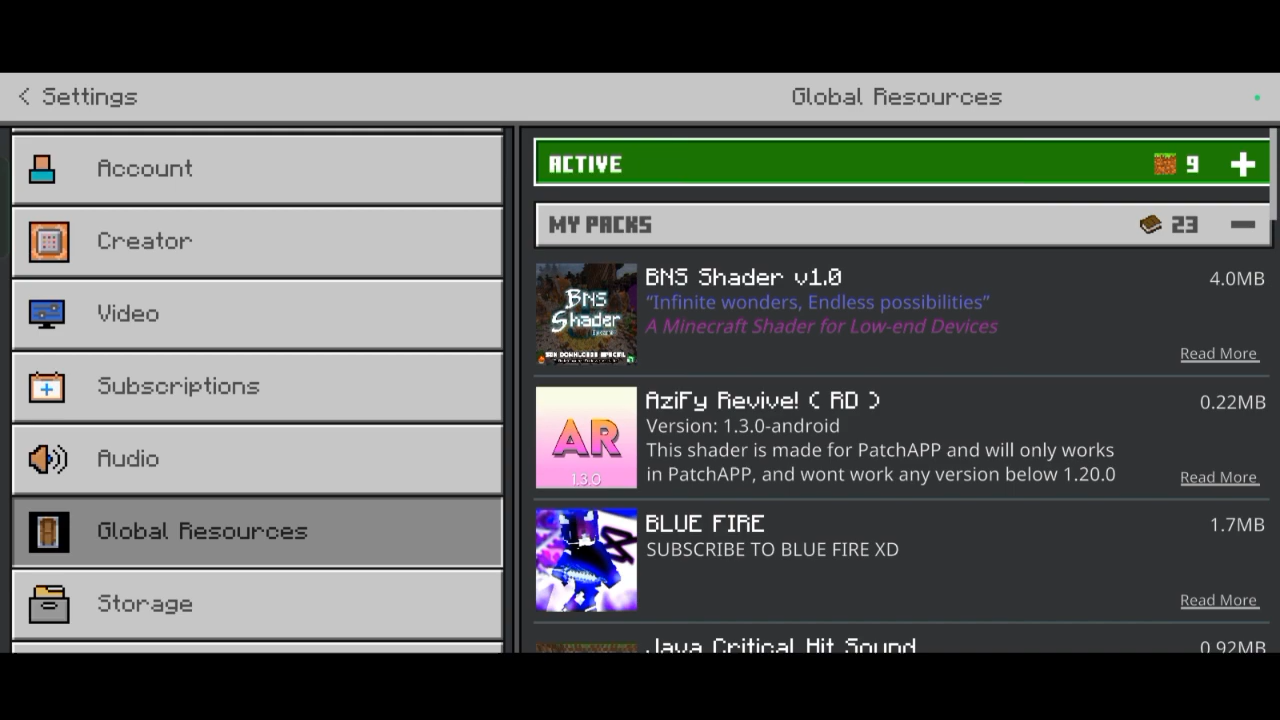 Settings
Global Resources
Account
Creator
Video
Subscriptions
Audio
Global Resources
Storage
ACTIVE
9
MY PACKS
23
BNS
Shader
BNS Shader v1.0
4.0MB
“Infinite wonders, Endless possibilities”
A Minecraft Shader for Low-end Devices
Read More
AR
1.3.0
AziFy Revive! ( RD )
0.22MB
Version: 1.3.0-android
This shader is made for PatchAPP and will only works
in PatchAPP, and wont work any version below 1.20.0
Read More
BLUE FIRE
1.7MB
SUBSCRIBE TO BLUE FIRE XD
Read More
Java Critical Hit Sound
0.92MB